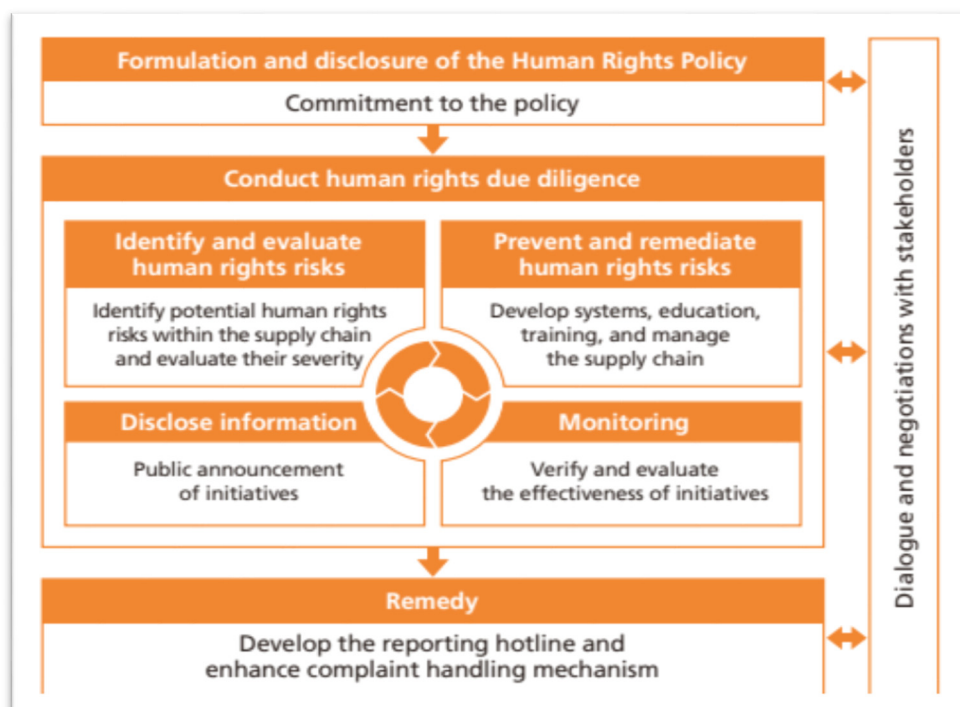 Formulation and disclosure of the Human Rights Policy
Commitment to the policy
Conduct human rights due diligence
Identify and evaluate
human rights risks
Identify potential human rights
risks within the supply chain
and evaluate their severity
Prevent and remediate
human rights risks
Develop systems, education,
training, and manage
the supply chain
Disclose information
Public announcement
of initiatives
Monitoring
Verify and evaluate
the effectiveness of initiatives
Remedy
Develop the reporting hotline and
enhance complaint handling mechanism
Dialogue and negotiations with stakeholders